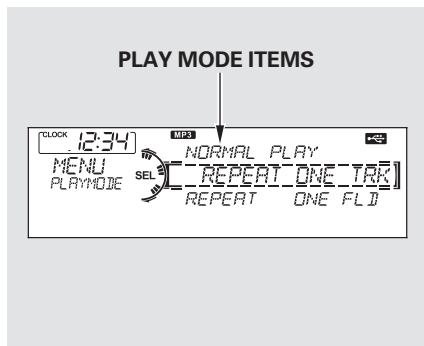 PLAY MODE ITEMS
CLOCK 12:34 MP3
NORMAL PLAY
MENU
PLAYMODE
SEL
REPEAT ONE TRK
REPEAT ONE FLD